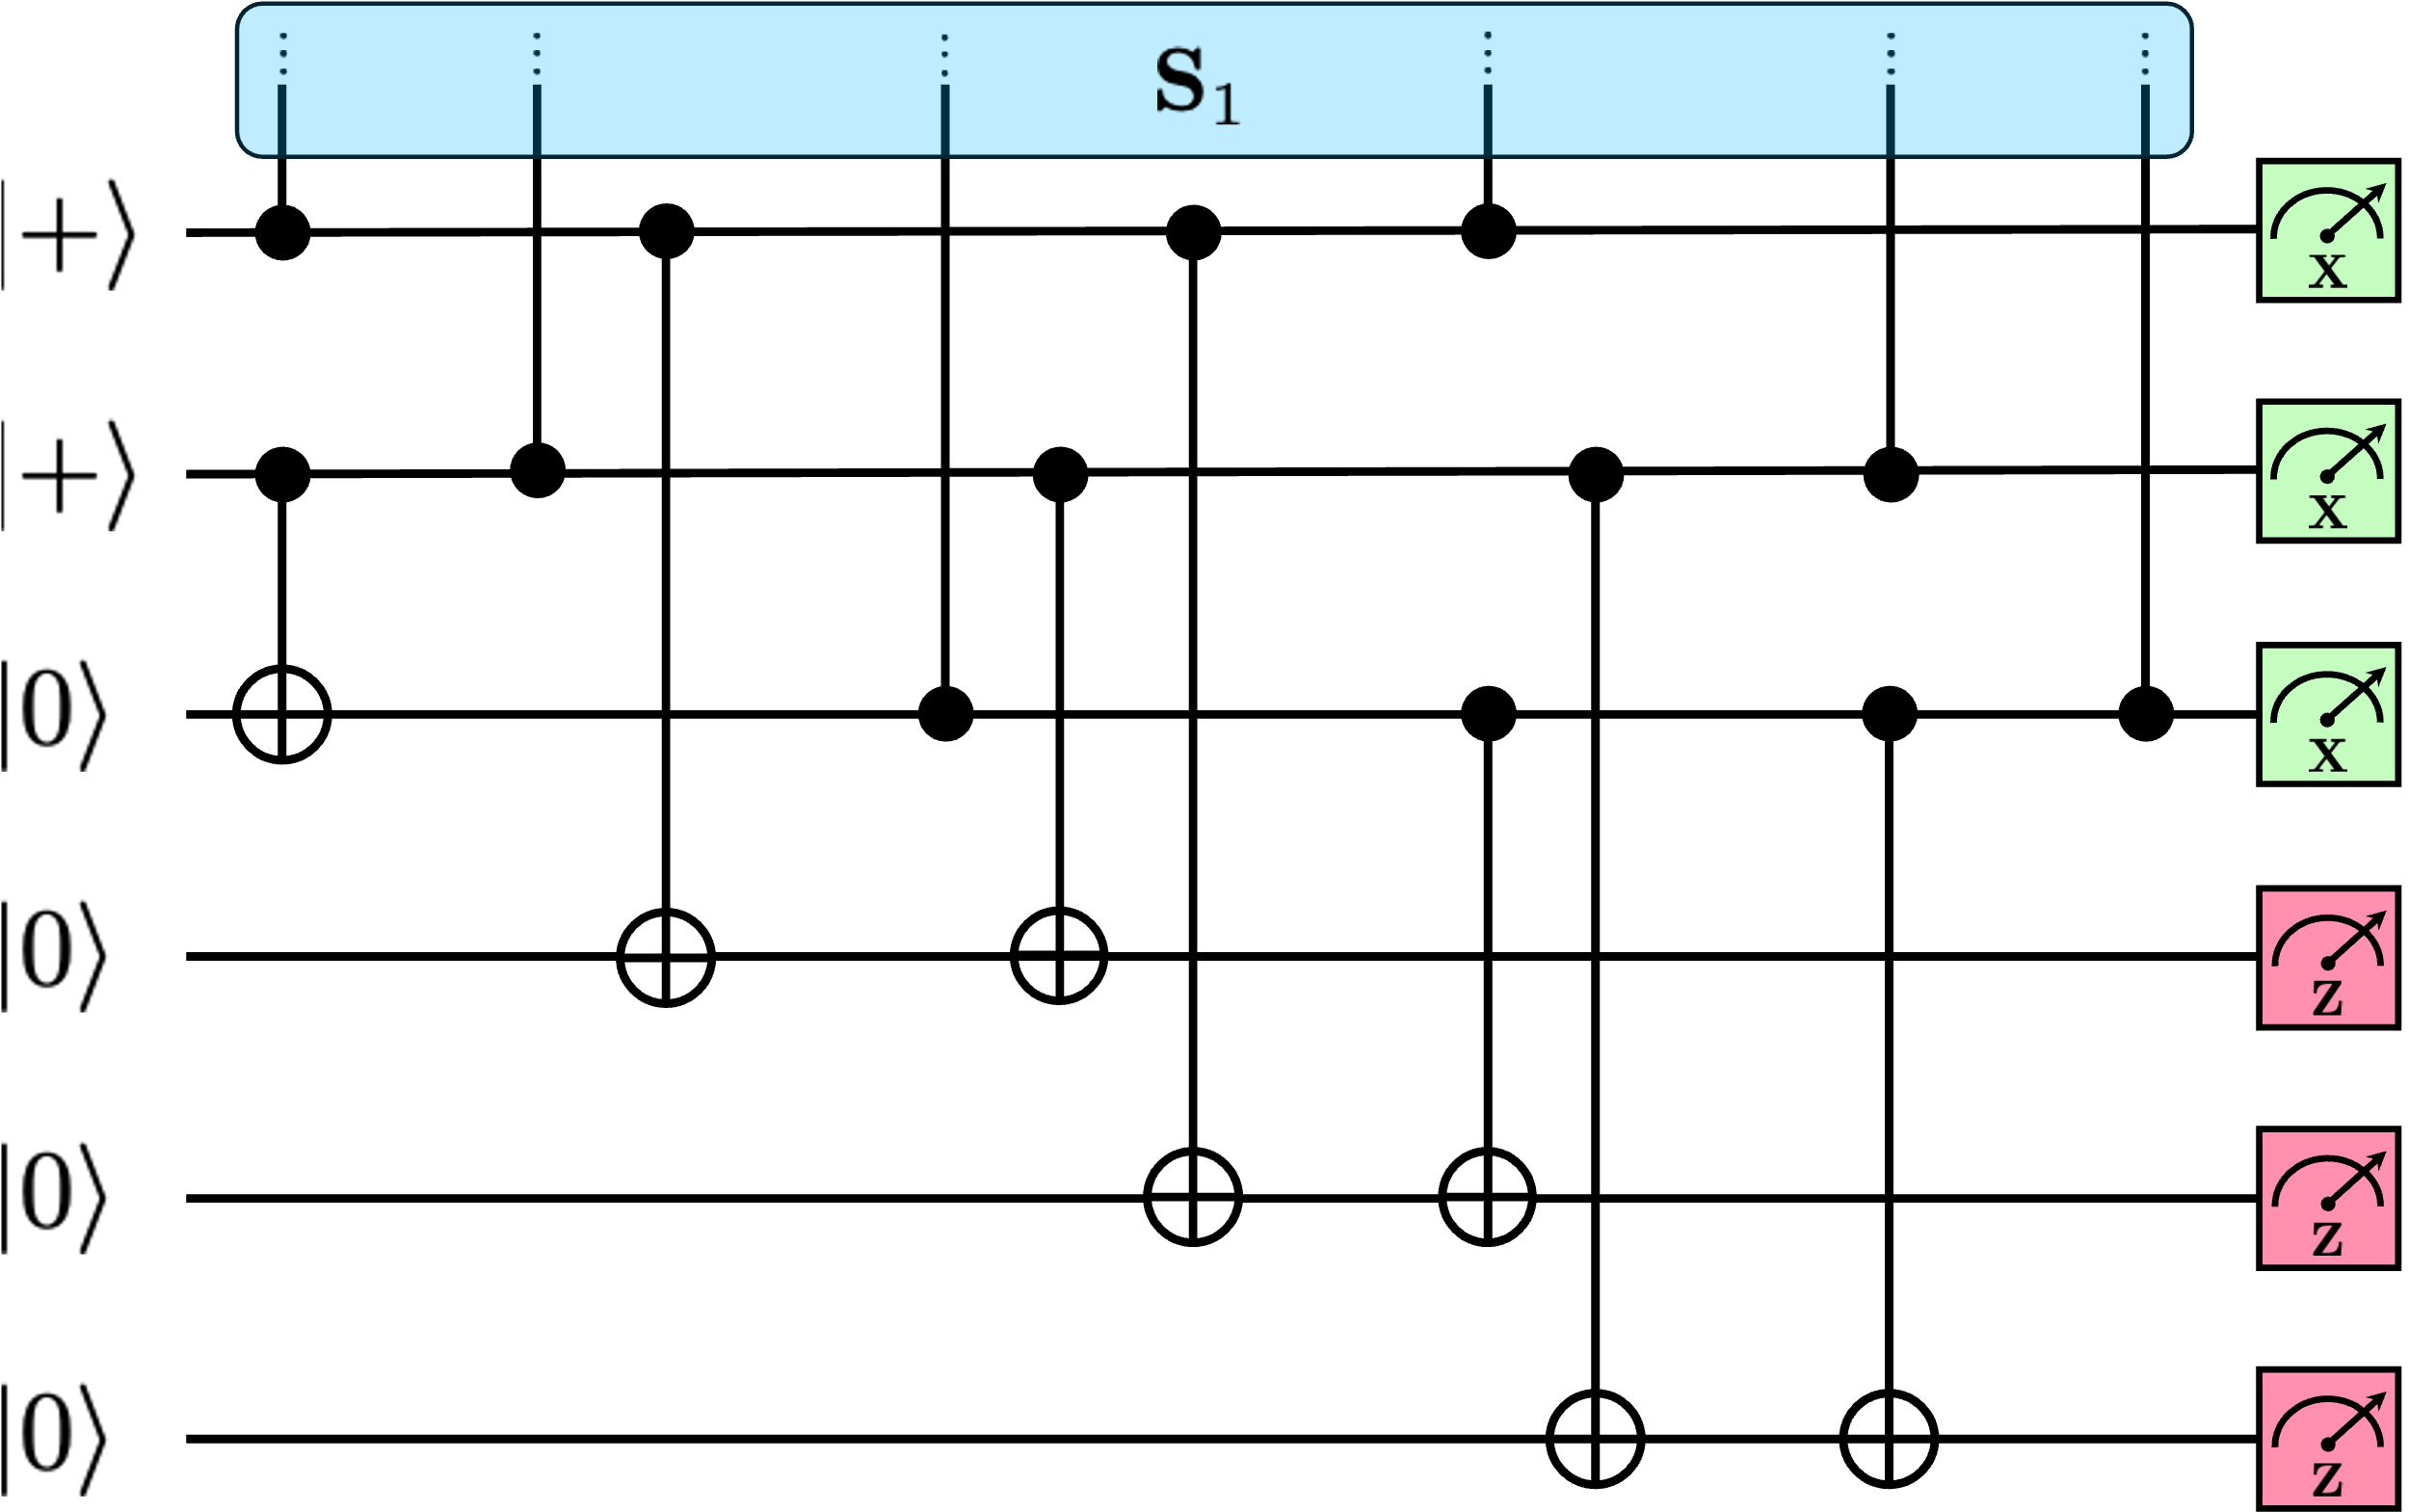 S₁
|+⟩ x
|+⟩ x
|0⟩ x
|0⟩ z
|0⟩ z
|0⟩ z